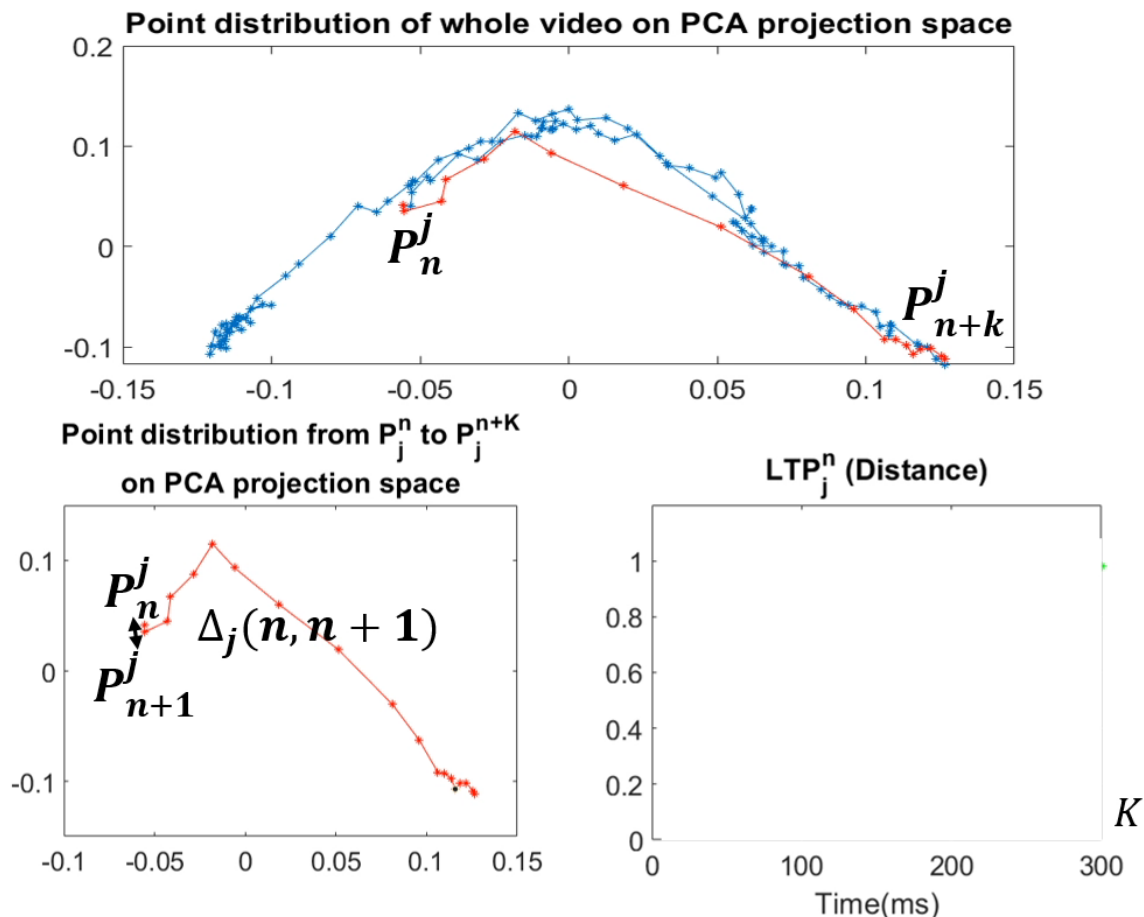 Point distribution of whole video on PCA projection space
0.2
0.1
0
-0.1
P_n^j
P_{n+k}^j
-0.15 -0.1 -0.05 0 0.05 0.1 0.15
Point distribution from P_j^n to P_j^{n+K}
on PCA projection space
0.1
0
-0.1
P_n^j
Δ_j(n, n + 1)
P_{n+1}^j
-0.1 -0.05 0 0.05 0.1 0.15
LTP_j^n (Distance)
1
0.8
0.6
0.4
0.2
0
K
0 100 200 300
Time(ms)